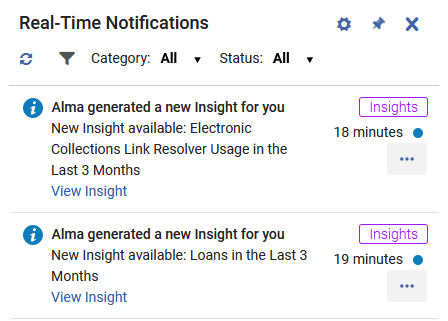 Real-Time Notifications
Category: All Status: All
Alma generated a new Insight for you
Insights
New Insight available: Electronic
Collections Link Resolver Usage in the
Last 3 Months
18 minutes
View Insight
Alma generated a new Insight for you
Insights
New Insight available: Loans in the Last 3
Months
19 minutes
View Insight